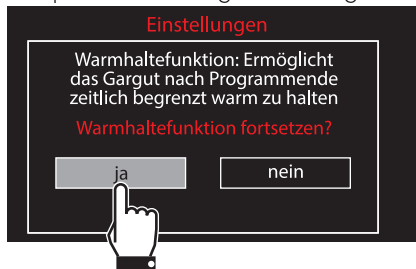 Einstellungen
Warmhaltefunktion: Ermöglicht
das Gargut nach Programmende
zeitlich begrenzt warm zu halten
Warmhaltefunktion fortsetzen?
ja nein